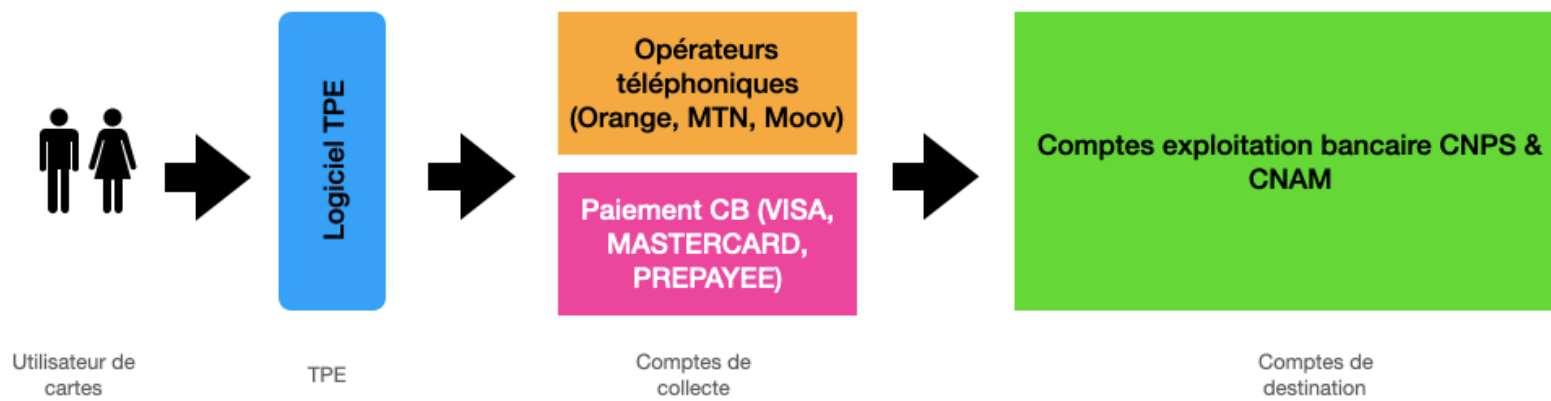 Logiciel TPE
Opérateurs
téléphoniques
(Orange, MTN, Moov)
Paiement CB (VISA,
MASTERCARD,
PREPAYEE)
Comptes exploitation bancaire CNPS &
CNAM
Utilisateur de
cartes
TPE
Comptes de
collecte
Comptes de
destination